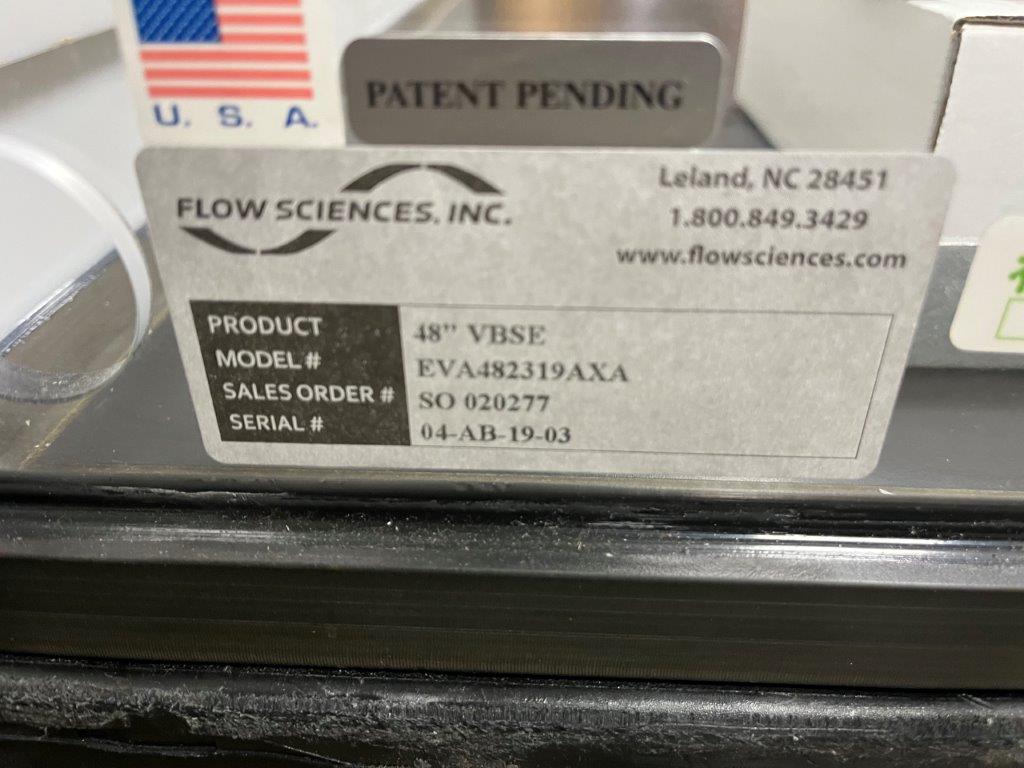 U. S. A.
PATENT PENDING
FLOW SCIENCES, INC.
Leland, NC 28451
1.800.849.3429
www.flowsciences.com
PRODUCT 48” VBSE
MODEL # EVA482319AXA
SALES ORDER # SO 020277
SERIAL # 04-AB-19-03